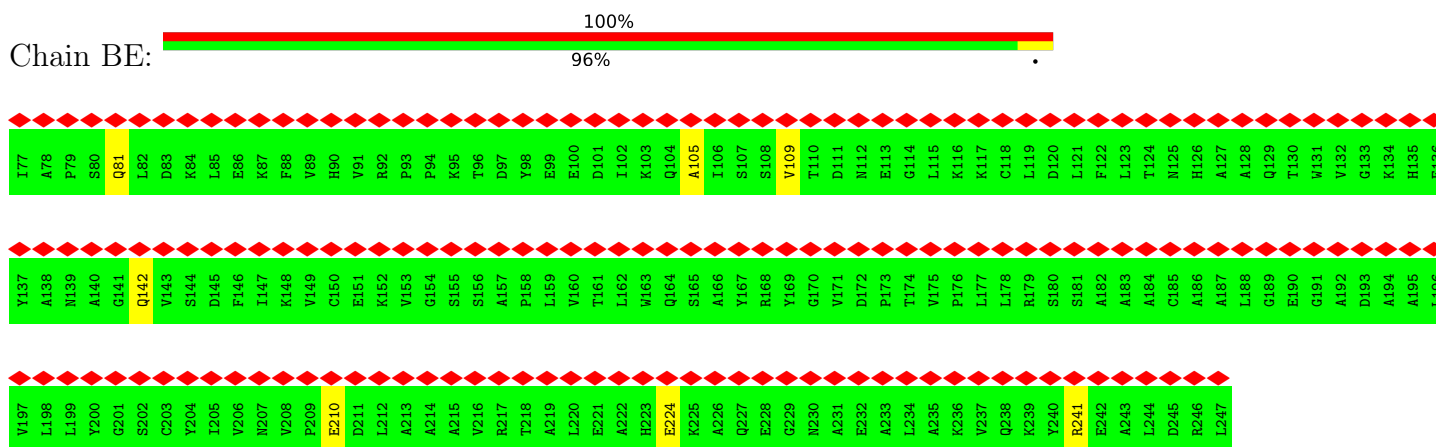 100%
Chain BE:
96% .
I77 A78 P79 S80 Q81 L82 D83 K84 L85 E86 K87 F88 V89 H90 V91 R92 P93 P94 K95 T96 D97 Y98 E99 E100 D101 I102 K103 Q104 A105 I106 S107 S108 V109 T110 D111 N112 E113 G114 L115 K116 K117 C118 L119 D120 L121 F122 L123 T124 N125 H126 A127 A128 Q129 T130 W131 V132 G133 K134 H135
Y137 A138 N139 A140 G141 Q142 V143 S144 D145 F146 I147 K148 V149 C150 E151 K152 V153 G154 S155 S156 A157 P158 L159 V160 T161 L162 W163 Q164 S165 A166 Y167 R168 Y169 G170 V171 D172 P173 T174 V175 P176 L177 L178 R179 S180 S181 A182 A183 A184 C185 A186 A187 L188 G189 E190 G191 A192 D193 A194 A195
V197 L198 L199 Y200 G201 S202 C203 Y204 I205 V206 N207 V208 P209 E210 D211 L212 A213 A214 A215 V216 R217 T218 A219 L220 E221 A222 H223 E224 K225 A226 Q227 E228 G229 N230 A231 E232 A233 L234 A235 K236 V237 Q238 K239 Y240 R241 E242 A243 L244 D245 R246 L247